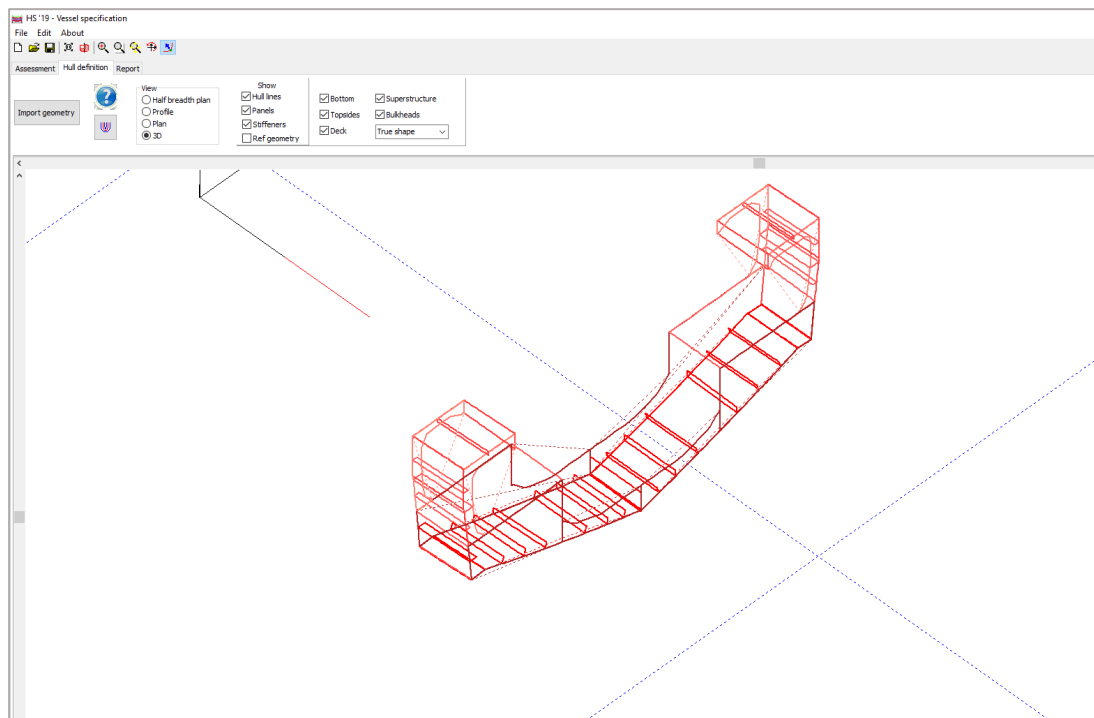 HS '19 - Vessel specification
File Edit About
Assessment Hull definition Report
Import geometry
?
View
Half breadth plan
Profile
Plan
3D
Show
Hull lines
Panels
Stiffeners
Ref geometry
Bottom Superstructure
Topsides Bulkheads
Deck True shape